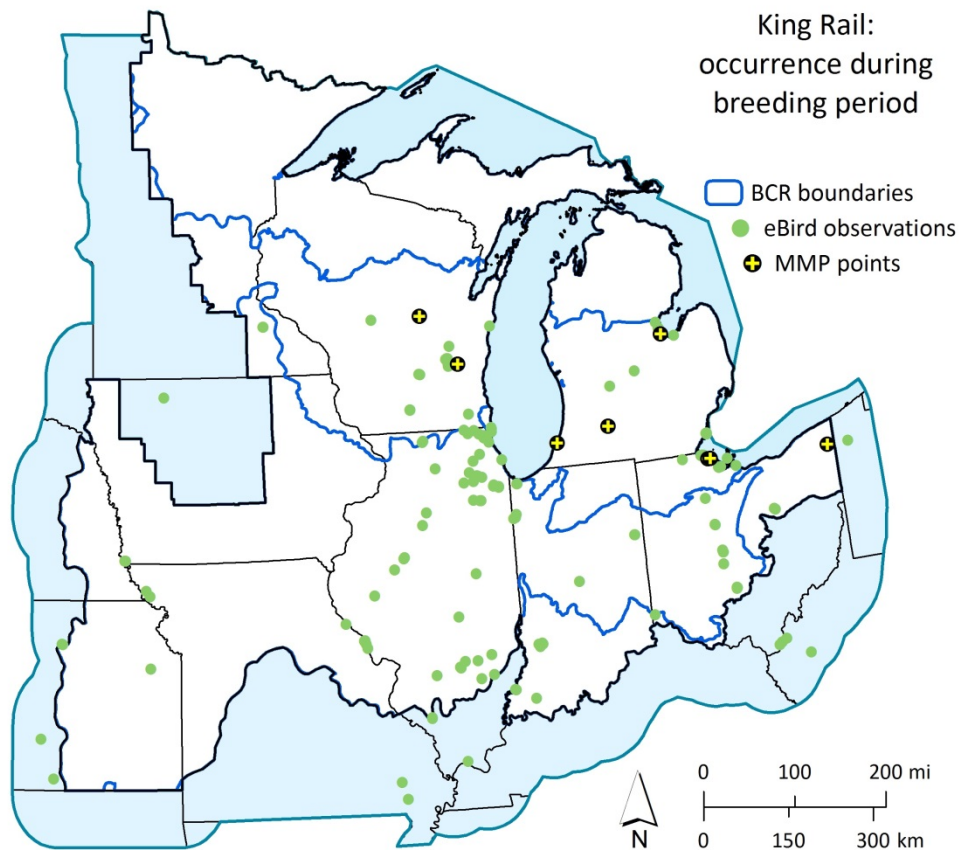 King Rail:
occurrence during
breeding period
BCR boundaries
eBird observations
MMP points
N
0 100 200 mi
0 150 300 km